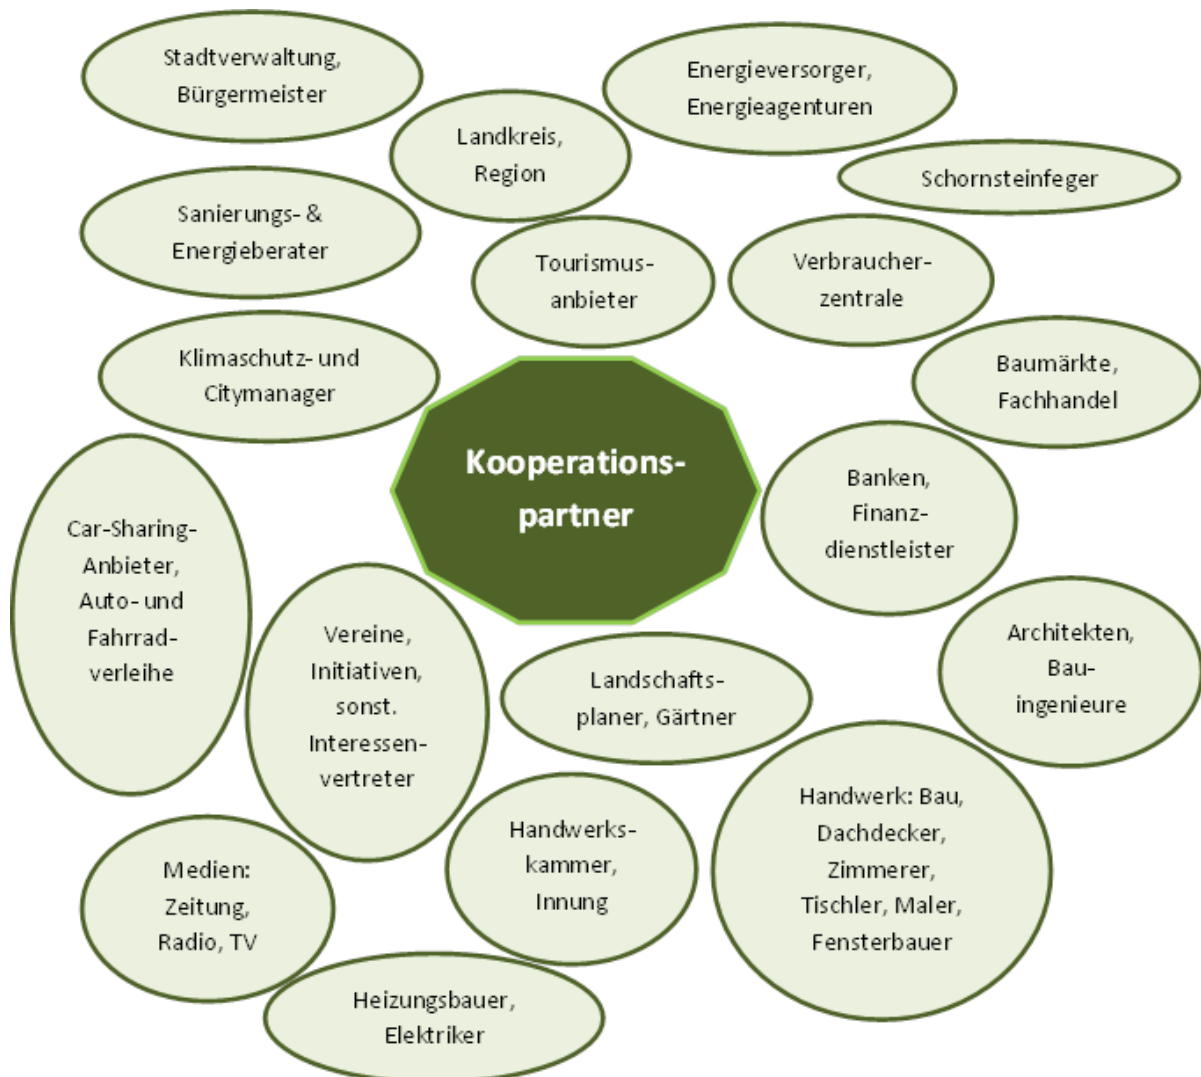 Stadtverwaltung,
Bürgermeister
Energieversorger,
Energieagenturen
Landkreis,
Region
Schornsteinfeger
Sanierungs- &
Energieberater
Tourismus-
anbieter
Verbraucher-
zentrale
Klimaschutz- und
Citymanager
Baumärkte,
Fachhandel
Kooperations-
partner
Banken,
Finanz-
dienstleister
Car-Sharing-
Anbieter,
Auto- und
Fahrrad-
verleihe
Vereine,
Initiativen,
sonst.
Interessen-
vertreter
Landschafts-
planer, Gärtner
Architekten,
Bau-
ingenieure
Handwerk: Bau,
Dachdecker,
Zimmerer,
Tischler, Maler,
Fensterbauer
Handwerks-
kammer,
Innung
Medien:
Zeitung,
Radio, TV
Heizungsbauer,
Elektriker